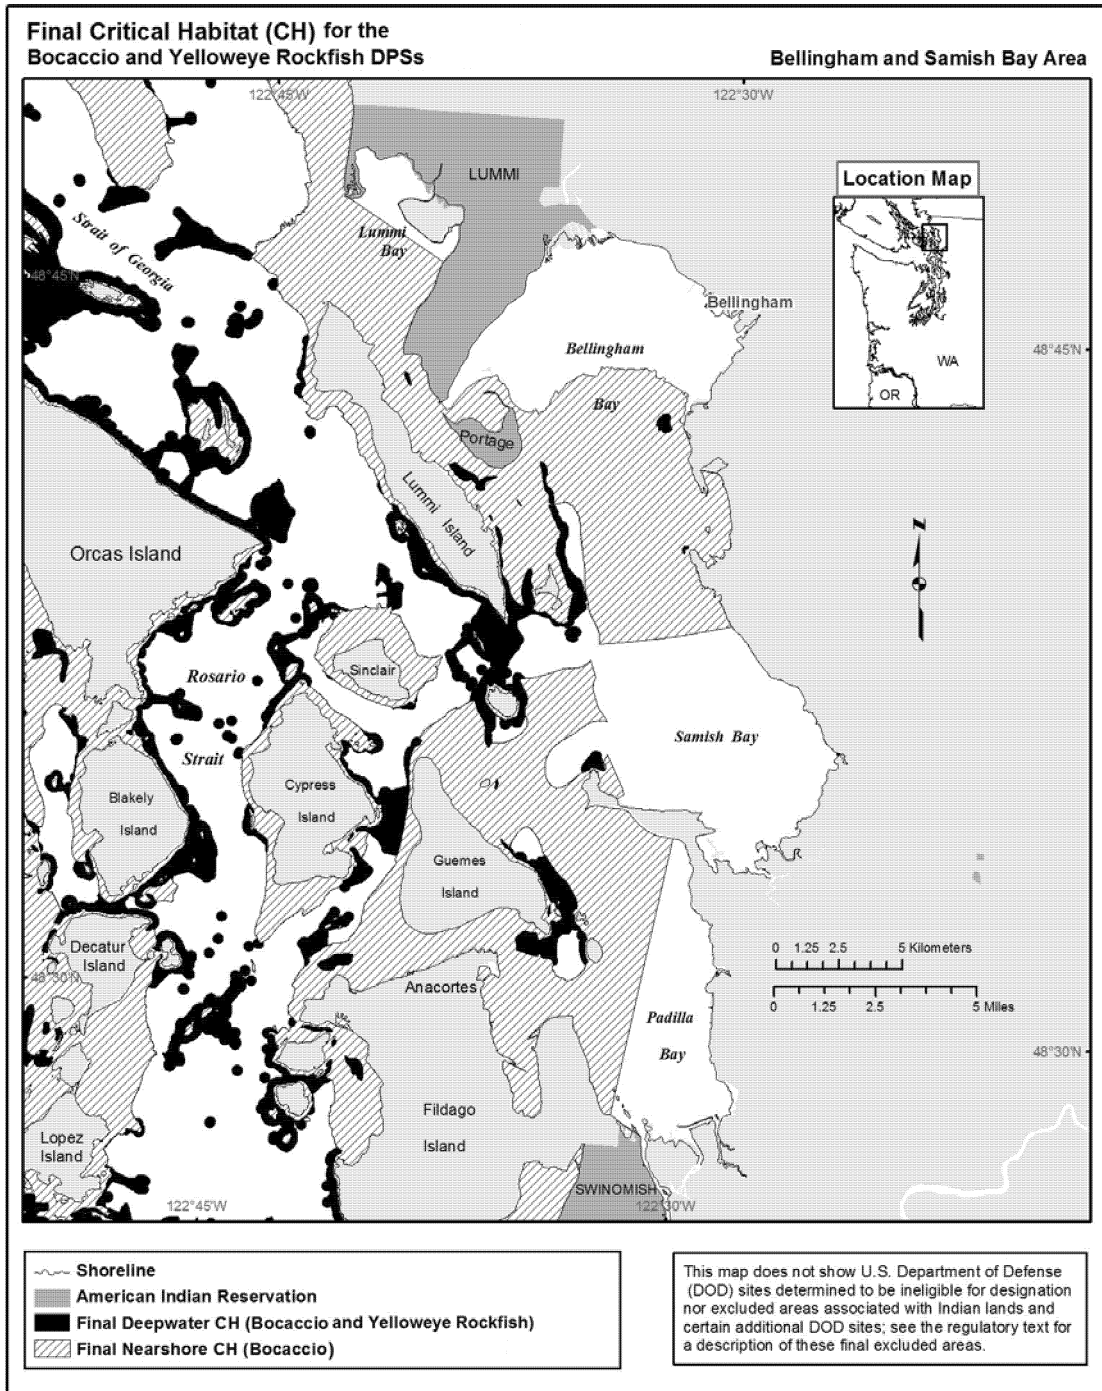 Final Critical Habitat (CH) for the
Bocaccio and Yelloweye Rockfish DPSs
Bellingham and Samish Bay Area
122°45'W
122°30'W
LUMMI
Location Map
Strait of Georgia
Lummi
Bay
48°45'N
Bellingham
Bellingham
48°45'N
WA
OR
Bay
Portage
Lummi Island
Orcas Island
N
Sinclair
Rosario
Samish Bay
Strait
Cypress
Island
Blakely
Island
Guemes
Island
Decatur
Island
0 1.25 2.5 5 Kilometers
48°30'N
Anacortes
0 1.25 2.5 5 Miles
Padilla
Bay
48°30'N
Fildago
Island
Lopez
Island
SWINOMISH
122°45'W
122°30'W
Shoreline
American Indian Reservation
Final Deepwater CH (Bocaccio and Yelloweye Rockfish)
Final Nearshore CH (Bocaccio)
This map does not show U.S. Department of Defense
(DOD) sites determined to be ineligible for designation
nor excluded areas associated with Indian lands and
certain additional DOD sites; see the regulatory text for
a description of these final excluded areas.